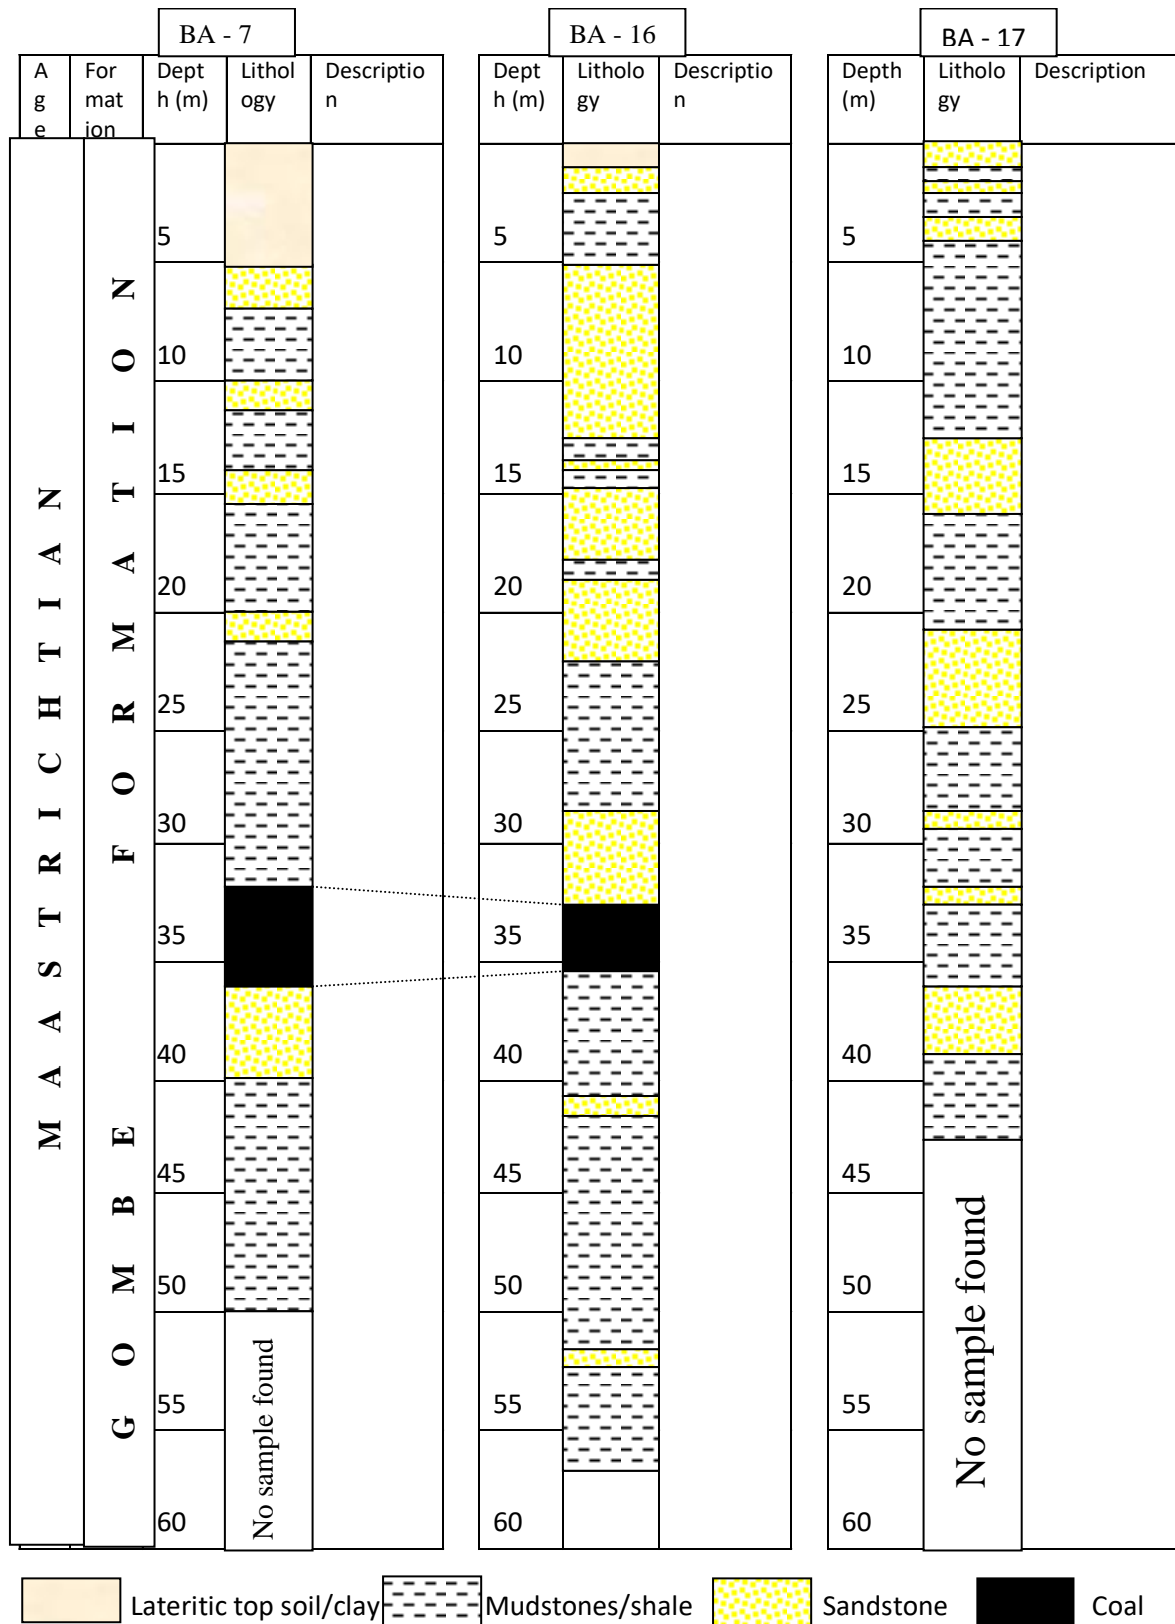 BA - 7
BA - 16
BA - 17
A
g
e
For
mat
ion
Dept
h (m)
Lithol
ogy
Descriptio
n
Dept
h (m)
Litholo
gy
Descriptio
n
Depth
(m)
Litholo
gy
Description
MAASTRICHTIAN
GOMBE FORMATION
5
10
15
20
25
30
35
40
45
50
55
60
No sample found
5
10
15
20
25
30
35
40
45
50
55
60
5
10
15
20
25
30
35
40
45
50
55
60
No sample found
Lateritic top soil/clay
Mudstones/shale
Sandstone
Coal